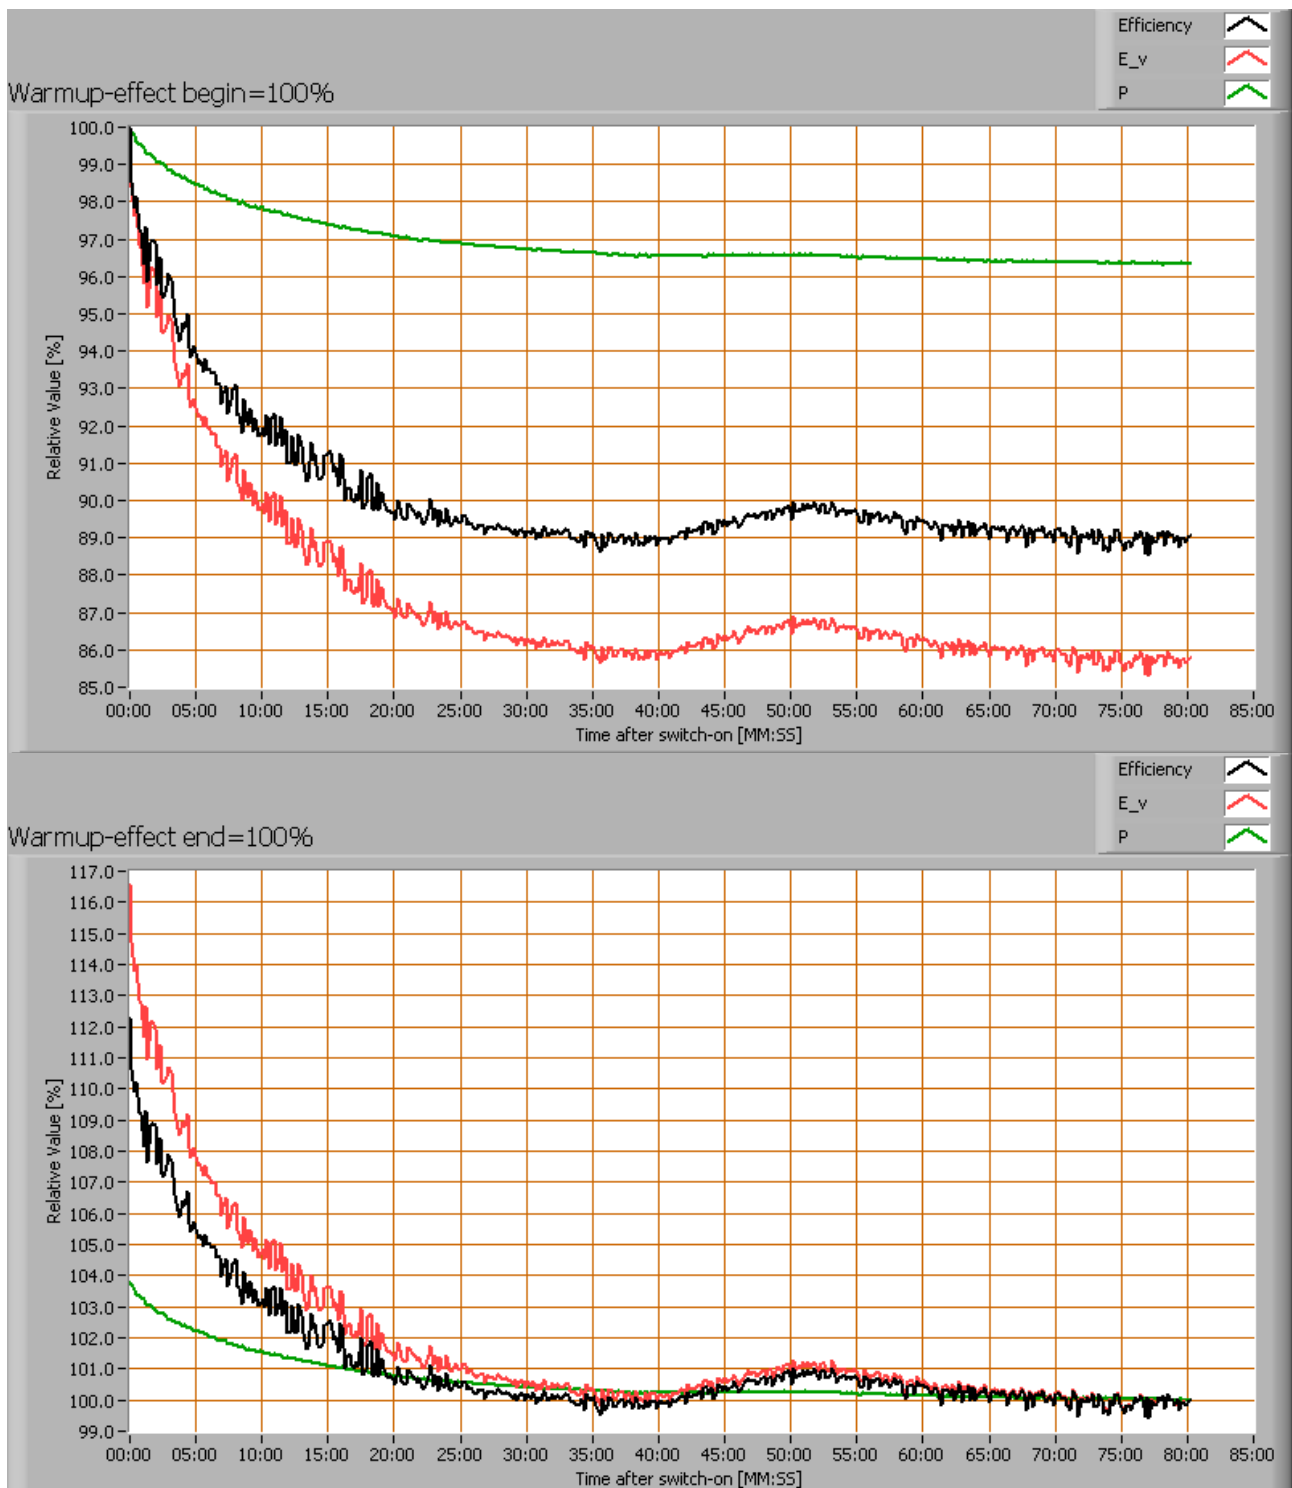 Efficiency
E_v
P
Warmup-effect begin=100%
100.0
99.0
98.0
97.0
96.0
95.0
94.0
93.0
92.0
91.0
90.0
89.0
88.0
87.0
86.0
85.0
Relative Value [%]
00:00 05:00 10:00 15:00 20:00 25:00 30:00 35:00 40:00 45:00 50:00 55:00 60:00 65:00 70:00 75:00 80:00 85:00
Time after switch-on [MM:SS]
Efficiency
E_v
P
Warmup-effect end=100%
117.0
116.0
115.0
114.0
113.0
112.0
111.0
110.0
109.0
108.0
107.0
106.0
105.0
104.0
103.0
102.0
101.0
100.0
99.0
Relative Value [%]
00:00 05:00 10:00 15:00 20:00 25:00 30:00 35:00 40:00 45:00 50:00 55:00 60:00 65:00 70:00 75:00 80:00 85:00
Time after switch-on [MM:SS]